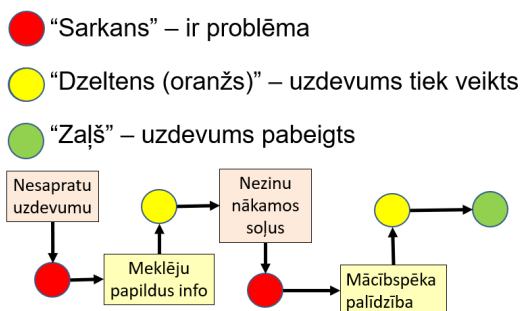 “Sarkans” – ir problēma
“Dzeltens (oranžs)” – uzdevums tiek veikts
“Zaļš” – uzdevums pabeigts
Nesapratu
uzdevumu
Meklēju
papildus info
Nezinu
nākamos
soļus
Mācībspēka
palīdzība